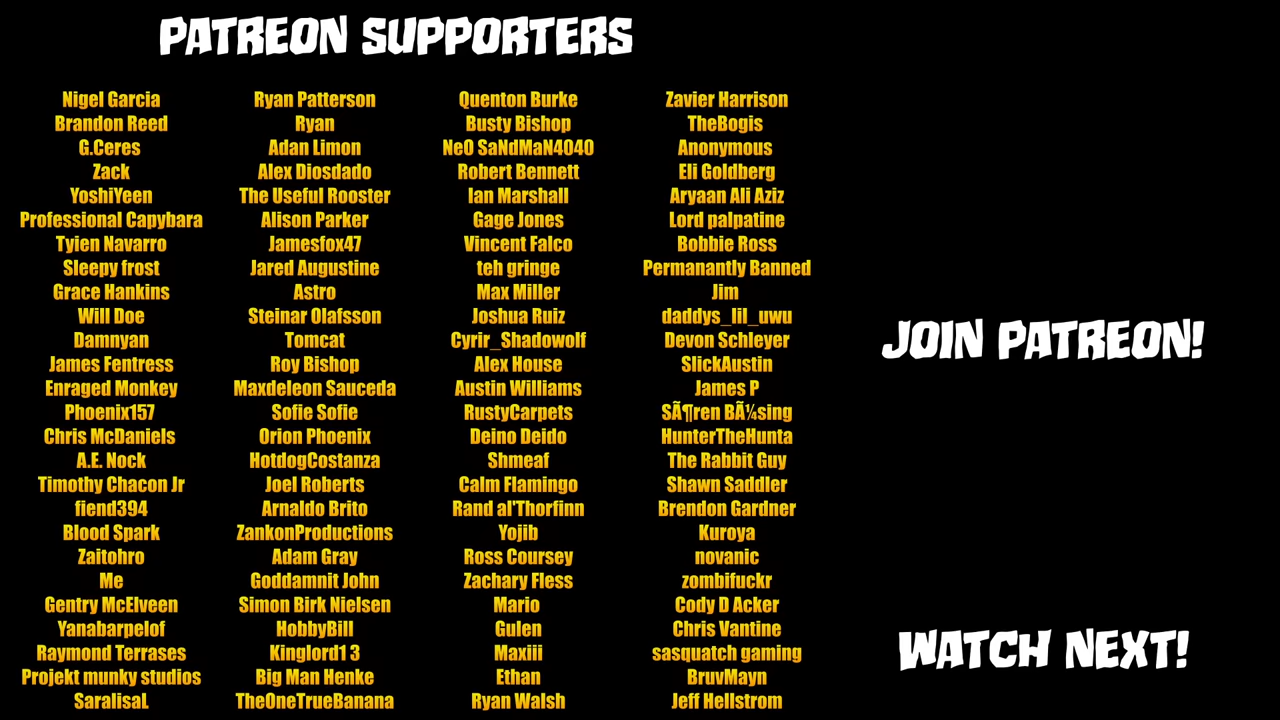 PATREON SUPPORTERS
Nigel Garcia
Brandon Reed
G.Ceres
Zack
YoshiYeen
Professional Capybara
Tyien Navarro
Sleepy frost
Grace Hankins
Will Doe
Damnyan
James Fentress
Enraged Monkey
Phoenix157
Chris McDaniels
A.E. Nock
Timothy Chacon Jr
fiend394
Blood Spark
Zaitohro
Me
Gentry McElveen
Yanabarpelof
Raymond Terrases
Projekt munky studios
SaralisaL
Ryan Patterson
Ryan
Adan Limon
Alex Diosdado
The Useful Rooster
Alison Parker
Jamesfox47
Jared Augustine
Astro
Steinar Olafsson
Tomcat
Roy Bishop
Maxdeleon Sauceda
Sofie Sofie
Orion Phoenix
HotdogCostanza
Joel Roberts
Arnaldo Brito
ZankonProductions
Adam Gray
Goddamnit John
Simon Birk Nielsen
HobbyBill
Kinglord1 3
Big Man Henke
TheOneTrueBanana
Quenton Burke
Busty Bishop
NeO SaNdMaN4040
Robert Bennett
Ian Marshall
Gage Jones
Vincent Falco
teh gringe
Max Miller
Joshua Ruiz
Cyrir_Shadowolf
Alex House
Austin Williams
RustyCarpets
Deino Deido
Shmeaf
Calm Flamingo
Rand al'Thorfinn
Yojib
Ross Coursey
Zachary Fless
Mario
Gulen
Maxiii
Ethan
Ryan Walsh
Zavier Harrison
TheBogis
Anonymous
Eli Goldberg
Aryaan Ali Aziz
Lord palpatine
Bobbie Ross
Permanantly Banned
Jim
daddys_lil_uwu
Devon Schleyer
SlickAustin
James P
SÃ¶ren BÃ¼sing
HunterTheHunta
The Rabbit Guy
Shawn Saddler
Brendon Gardner
Kuroya
novanic
zombifuckr
Cody D Acker
Chris Vantine
sasquatch gaming
BruvMayn
Jeff Hellstrom
JOIN PATREON!
WATCH NEXT!